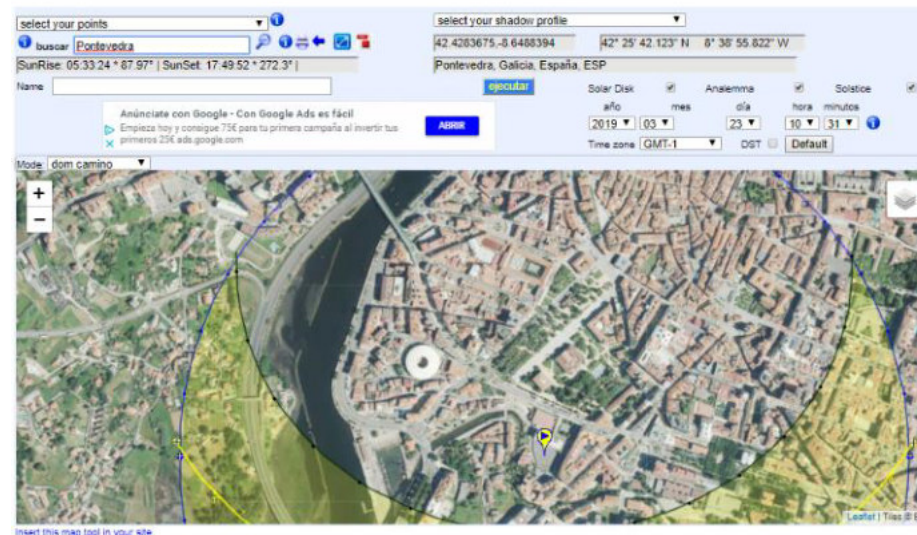 select your points
select your shadow profile
buscar Pontevedra
42.4283675,-8.6488394
42° 25' 42.123" N 8° 38' 55.822" W
SunRise: 05:33:24 * 87.97° | SunSet: 17:49:52 * 272.3° |
Pontevedra, Galicia, España, ESP
Name
ejecutar
Solar Disk Analemma Solstice
Anúnciate con Google - Con Google Ads es fácil
Empieza hoy y consigue 75€ para tu primera campaña al invertir tus
primeros 25€ ads.google.com
ABRIR
año mes día hora minutos
2019 03 23 10 31
Time zone GMT-1 DST Default
Mode: dom camino
+
−
Leaflet | Tiles © E
Insert this map tool in your site